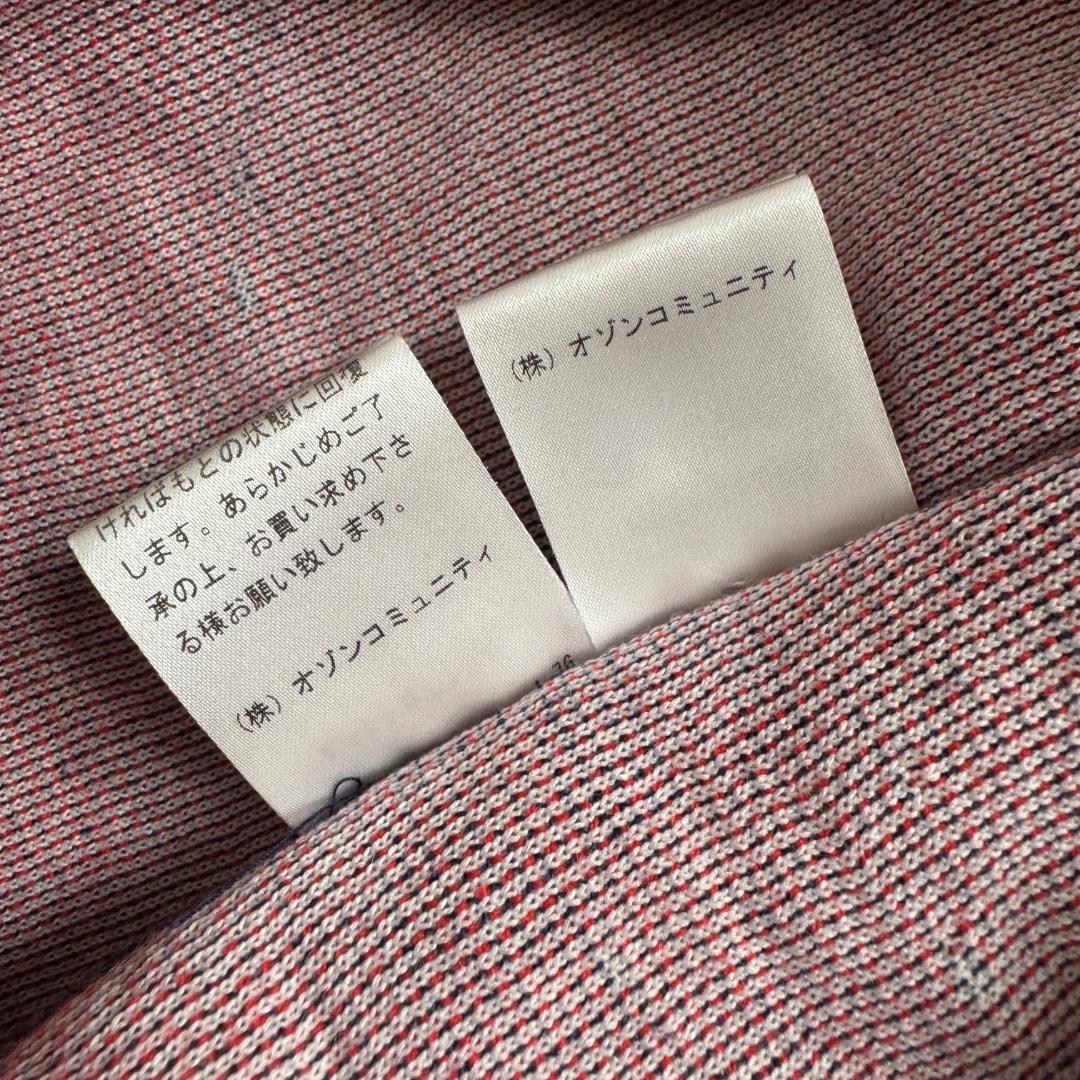 ければもとの状態に回復
します。あらかじめご了
承の上、お買い求め下さ
る様お願い致します。
（株）オゾンコミュニティ
（株）オゾンコミュニティ